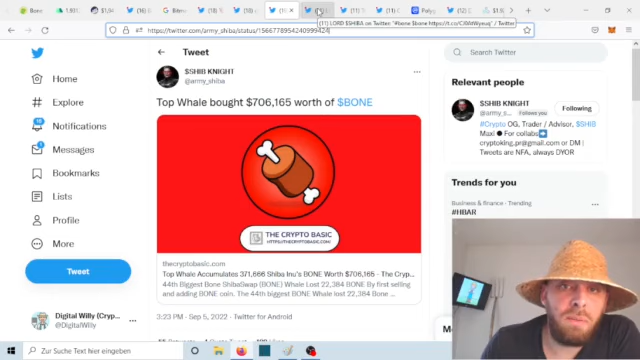 Bone
(11) LORD $SHIB on Twitter: "#bone $bone
https://twitter.com/army_shiba/status/1566778954240999424
Home
Explore
Notifications
Messages
Bookmarks
Lists
Profile
More
Tweet
Digital Willy (Cryp...
@DigitalWilly
Tweet
$SHIB KNIGHT
@army_shiba
Top Whale bought $706,165 worth of $BONE
THE CRYPTO BASIC
HTTPS://THECRYPTOBASIC.COM
thecryptobasic.com
Top Whale Accumulates 371,666 Shiba Inu's BONE Worth $706,165 - The Cryp...
44th Biggest Bone ShibaSwap (BONE) Whale Lost 22,384 BONE By first selling
and adding BONE coin. The 44th biggest BONE Whale lost 22,384 Bone ...
3:23 PM · Sep 5, 2022 · Twitter for Android
Search Twitter
Relevant people
$SHIB KNIGHT
@army_s... Follows you
Following
#Crypto OG, Trader / Advisor, $SHIB
Maxi
For collabs
cryptoking.pr@gmail.com or DM |
Tweets are NFA, always DYOR
Trends for you
Business & finance · Trending
#HBAR
Zur Suche Text hier eingeben